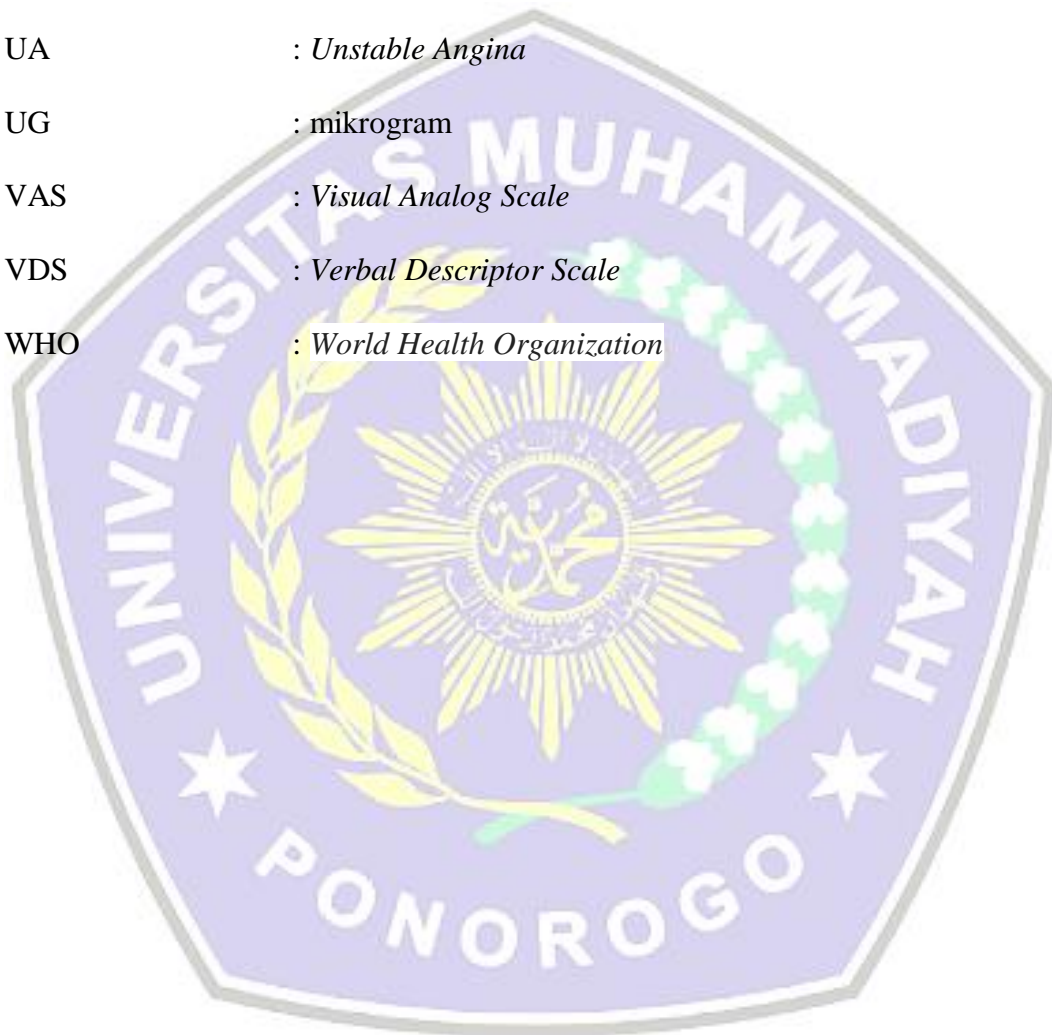 UA : Unstable Angina
UG : mikrogram
VAS : Visual Analog Scale
VDS : Verbal Descriptor Scale
WHO : World Health Organization
UNIVERSITAS MUHAMMADIYAH
PONOROGO